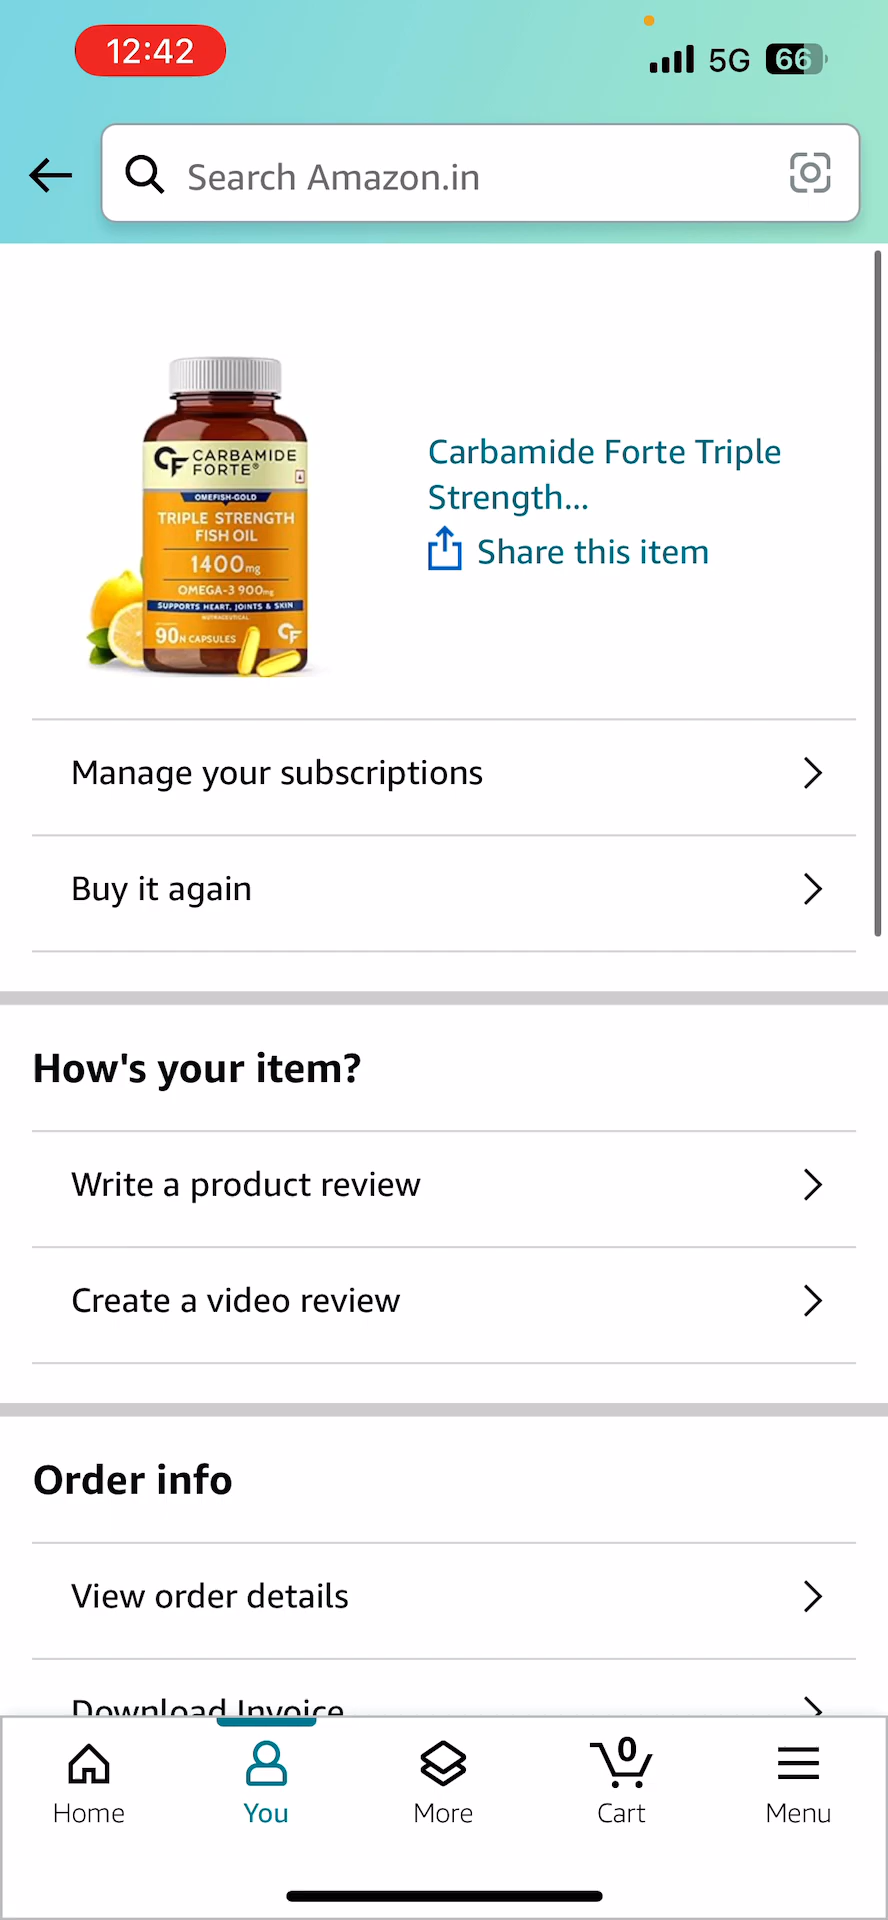 12:42
5G 66
Search Amazon.in
CF CARBAMIDE
FORTE®
OMEFISH-GOLD
TRIPLE STRENGTH
FISH OIL
1400mg
OMEGA-3 900mg
SUPPORTS HEART, JOINTS & SKIN
NUTRACEUTICAL
90N CAPSULES CF
Carbamide Forte Triple
Strength...
Share this item
Manage your subscriptions
Buy it again
How's your item?
Write a product review
Create a video review
Order info
View order details
Download Invoice
0
Home You More Cart Menu